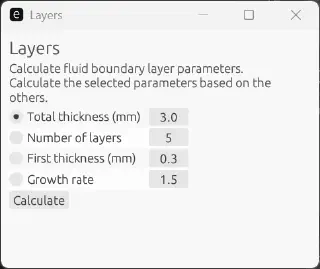 e Layers
Layers
Calculate fluid boundary layer parameters.
Calculate the selected parameters based on the
others.
Total thickness (mm) 3.0
Number of layers 5
First thickness (mm) 0.3
Growth rate 1.5
Calculate